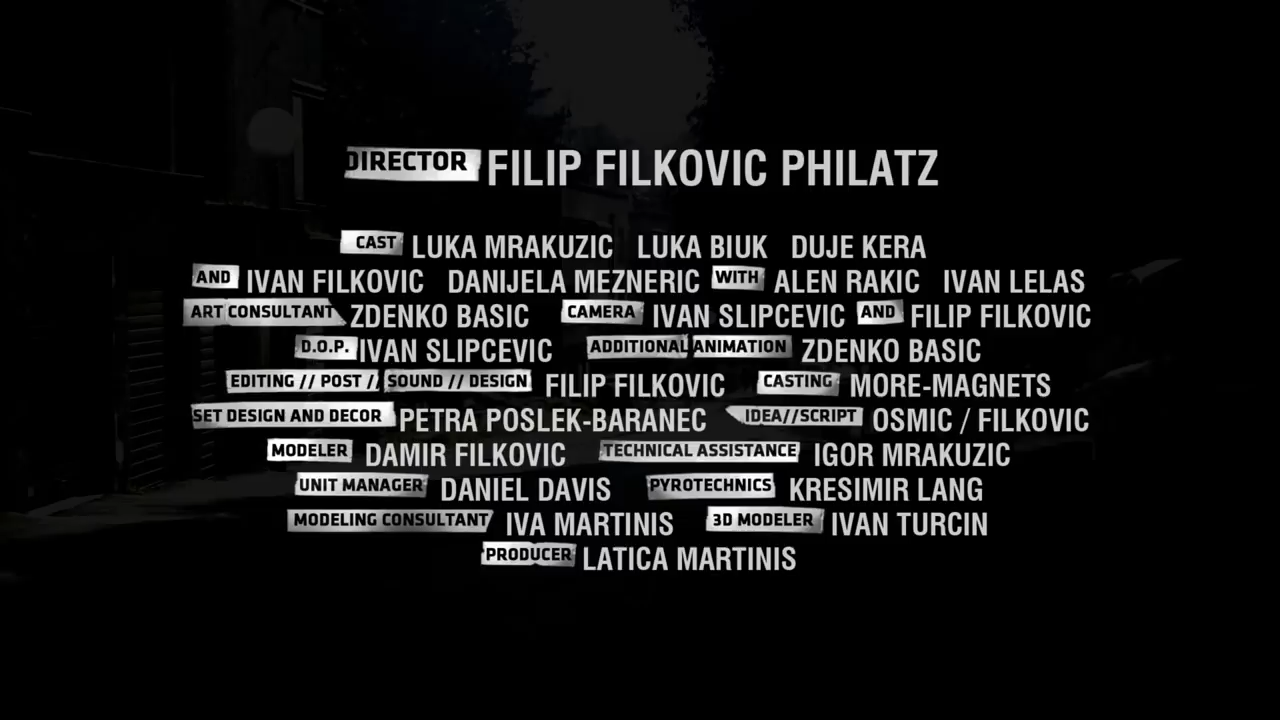 DIRECTOR FILIP FILKOVIC PHILATZ
CAST LUKA MRAKUZIC LUKA BIUK DUJE KERA
AND IVAN FILKOVIC DANIJELA MEZNERIC WITH ALEN RAKIC IVAN LELAS
ART CONSULTANT ZDENKO BASIC CAMERA IVAN SLIPCEVIC AND FILIP FILKOVIC
D.O.P. IVAN SLIPCEVIC ADDITIONAL ANIMATION ZDENKO BASIC
EDITING // POST // SOUND // DESIGN FILIP FILKOVIC CASTING MORE-MAGNETS
SET DESIGN AND DECOR PETRA POSLEK-BARANEC IDEA//SCRIPT OSMIC / FILKOVIC
MODELER DAMIR FILKOVIC TECHNICAL ASSISTANCE IGOR MRAKUZIC
UNIT MANAGER DANIEL DAVIS PYROTECHNICS KRESIMIR LANG
MODELING CONSULTANT IVA MARTINIS 3D MODELER IVAN TURCIN
PRODUCER LATICA MARTINIS